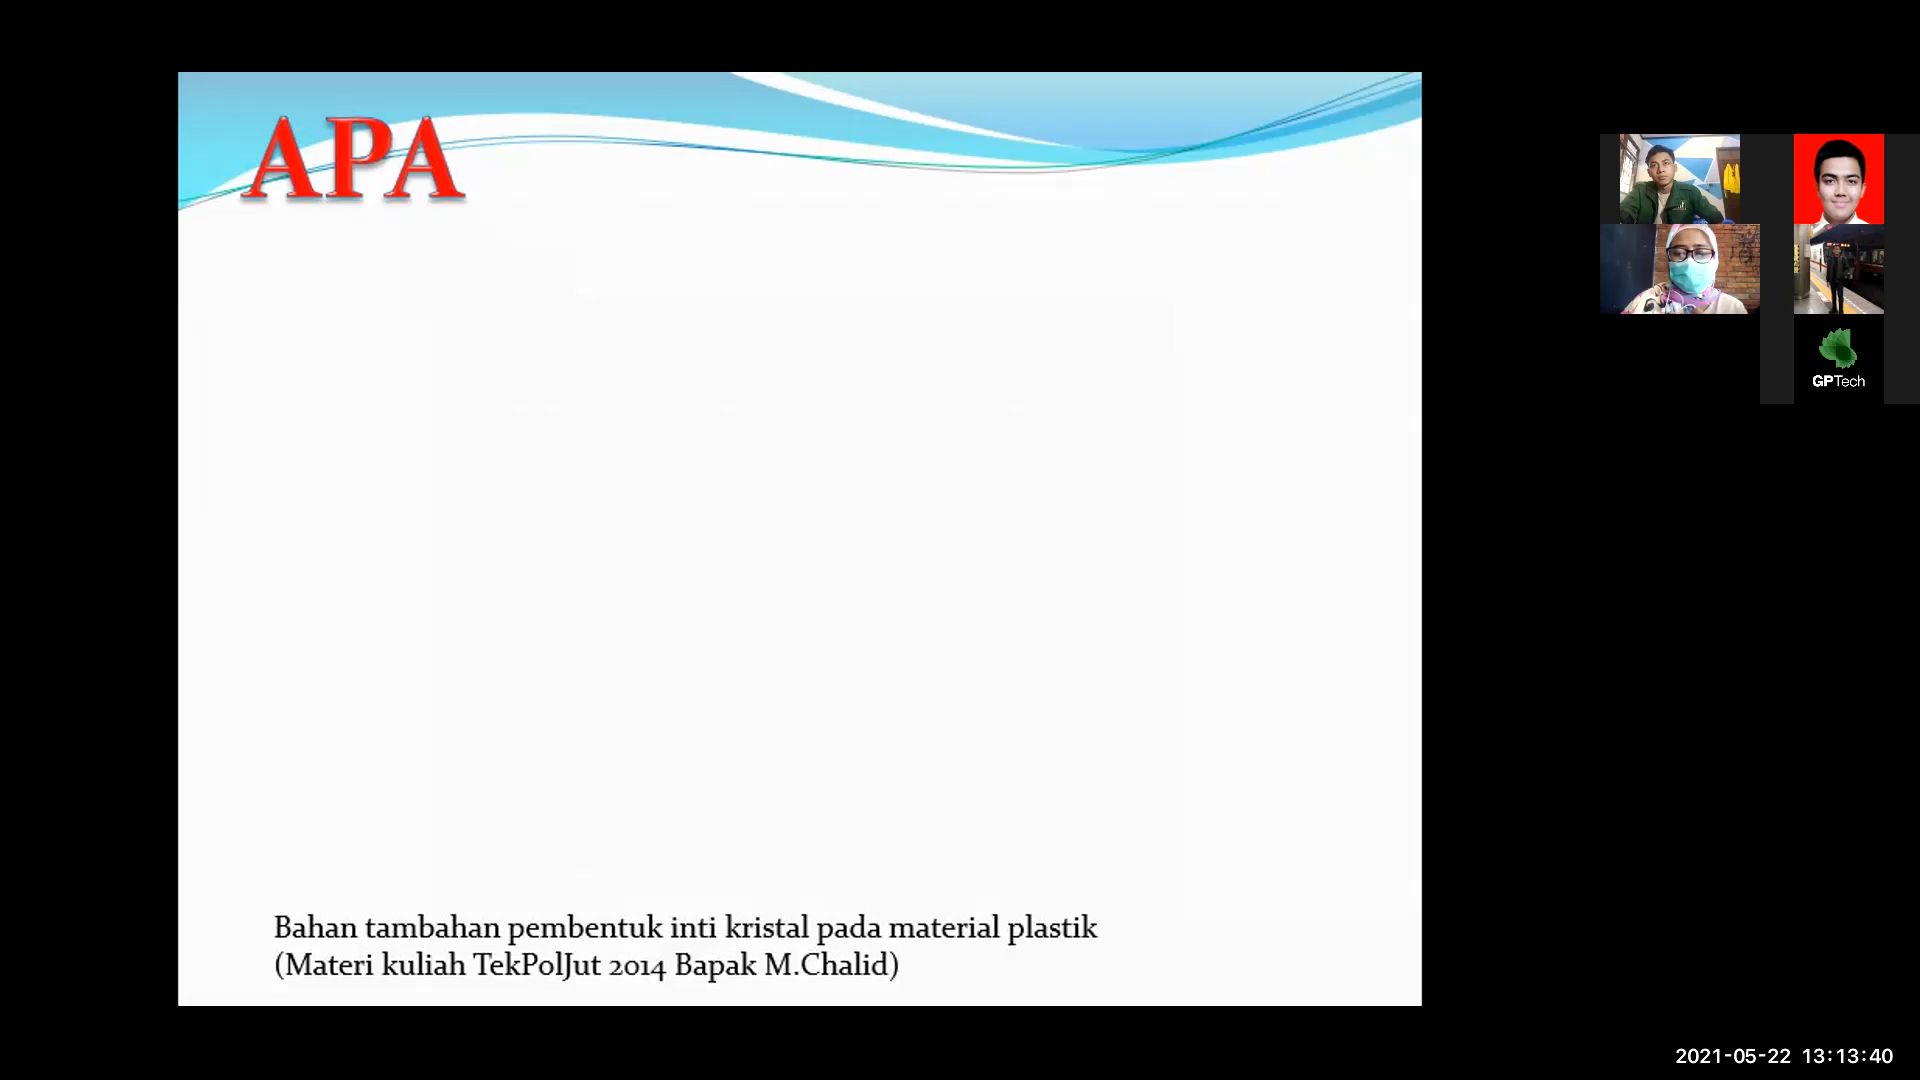 APA
Bahan tambahan pembentuk inti kristal pada material plastik
(Materi kuliah TekPolJut 2014 Bapak M.Chalid)
GPTech
2021-05-22 13:13:40